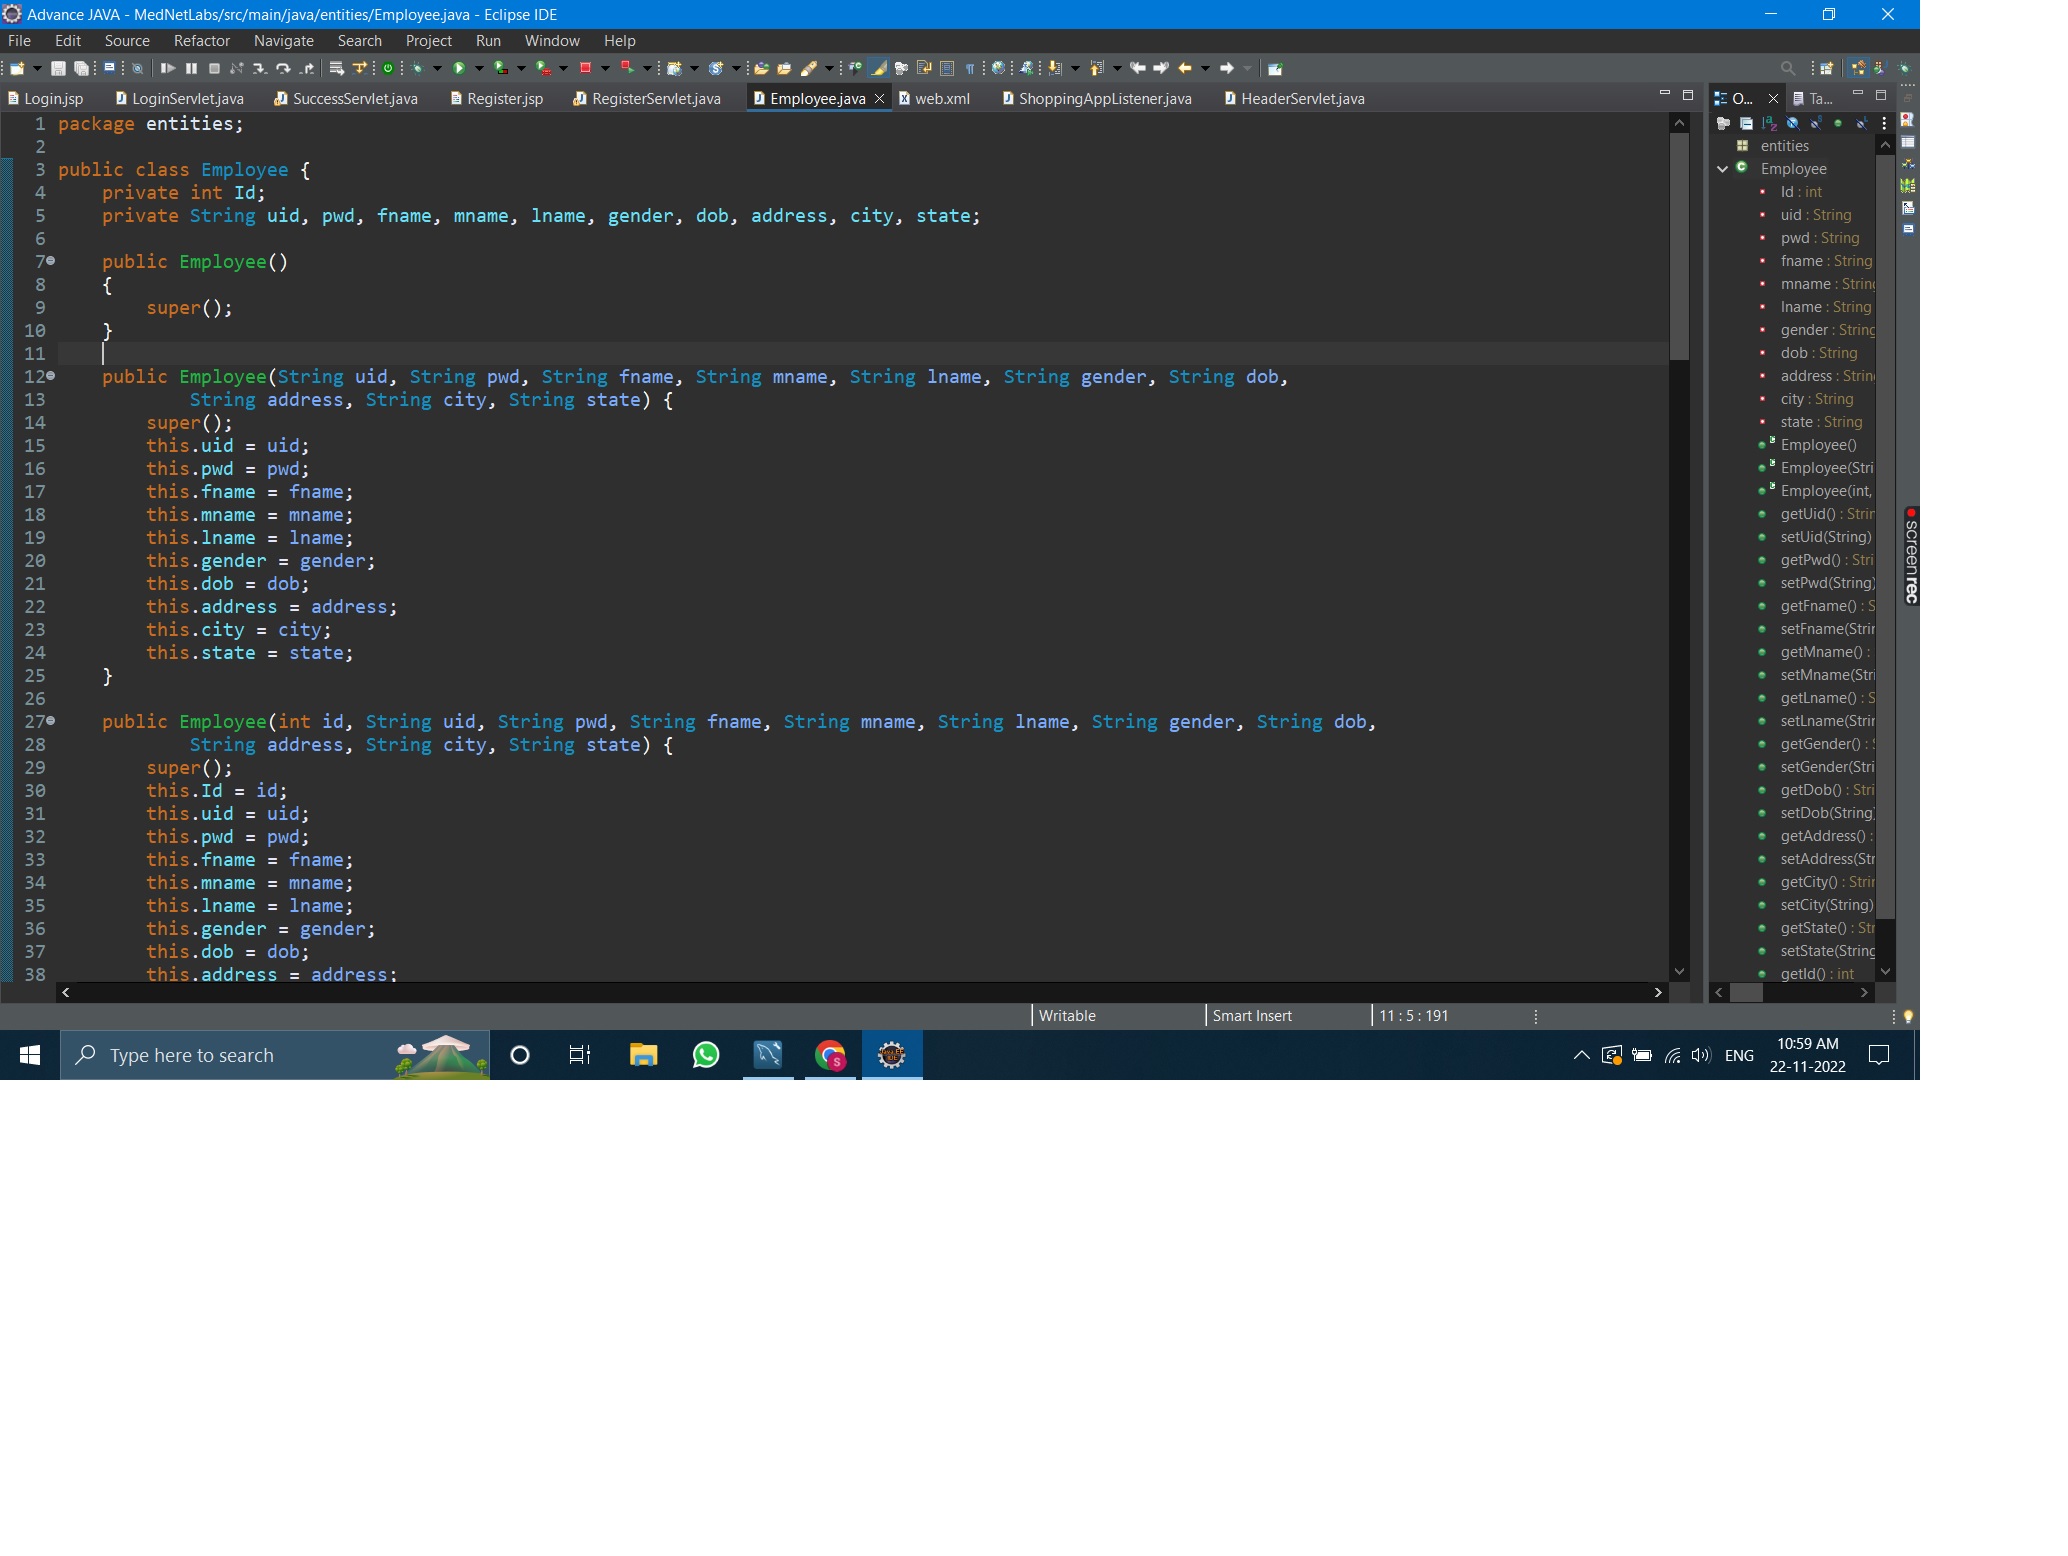 Advance JAVA - MedNetLabs/src/main/java/entities/Employee.java - Eclipse IDE
File Edit Source Refactor Navigate Search Project Run Window Help
Login.jsp LoginServlet.java SuccessServlet.java Register.jsp RegisterServlet.java Employee.java web.xml ShoppingAppListener.java HeaderServlet.java
1 package entities;
2
3 public class Employee {
4 private int Id;
5 private String uid, pwd, fname, mname, lname, gender, dob, address, city, state;
6
7 public Employee()
8 {
9 super();
10 }
11
12 public Employee(String uid, String pwd, String fname, String mname, String lname, String gender, String dob,
13 String address, String city, String state) {
14 super();
15 this.uid = uid;
16 this.pwd = pwd;
17 this.fname = fname;
18 this.mname = mname;
19 this.lname = lname;
20 this.gender = gender;
21 this.dob = dob;
22 this.address = address;
23 this.city = city;
24 this.state = state;
25 }
26
27 public Employee(int id, String uid, String pwd, String fname, String mname, String lname, String gender, String dob,
28 String address, String city, String state) {
29 super();
30 this.Id = id;
31 this.uid = uid;
32 this.pwd = pwd;
33 this.fname = fname;
34 this.mname = mname;
35 this.lname = lname;
36 this.gender = gender;
37 this.dob = dob;
38 this.address = address;
O... Ta...
entities
Employee
Id : int
uid : String
pwd : String
fname : String
mname : String
lname : String
gender : String
dob : String
address : Strin
city : String
state : String
Employee()
Employee(Stri
Employee(int,
getUid() : Strin
setUid(String)
getPwd() : Stri
setPwd(String)
getFname() : S
setFname(Strin
getMname() :
setMname(Stri
getLname() : S
setLname(Strin
getGender() : S
setGender(Stri
getDob() : Stri
setDob(String)
getAddress() :
setAddress(Str
getCity() : Strin
setCity(String)
getState() : Str
setState(String
getId() : int
screenrec
Writable Smart Insert 11 : 5 : 191
Type here to search
ENG
10:59 AM
22-11-2022